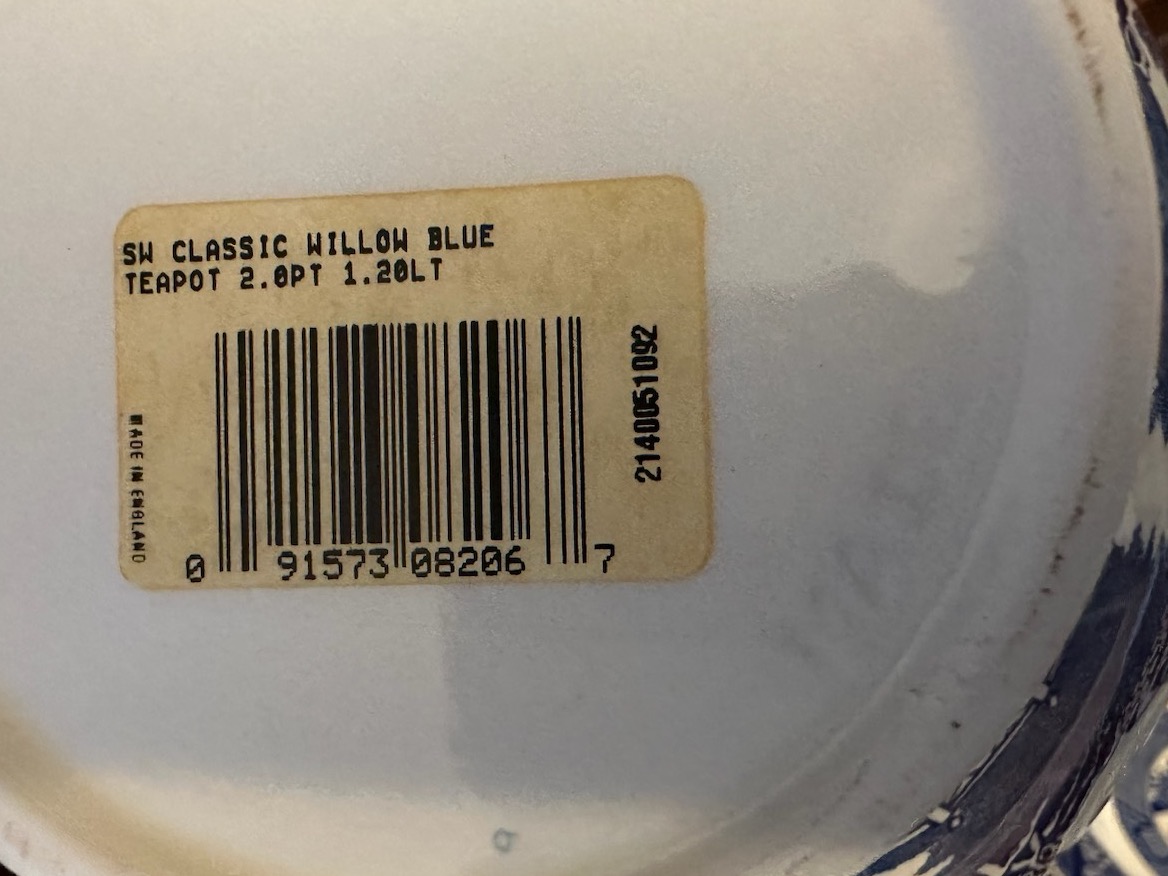 SW CLASSIC WILLOW BLUE
TEAPOT 2.0PT 1.20LT
MADE IN ENGLAND
2140051092
0 91573 08206 7